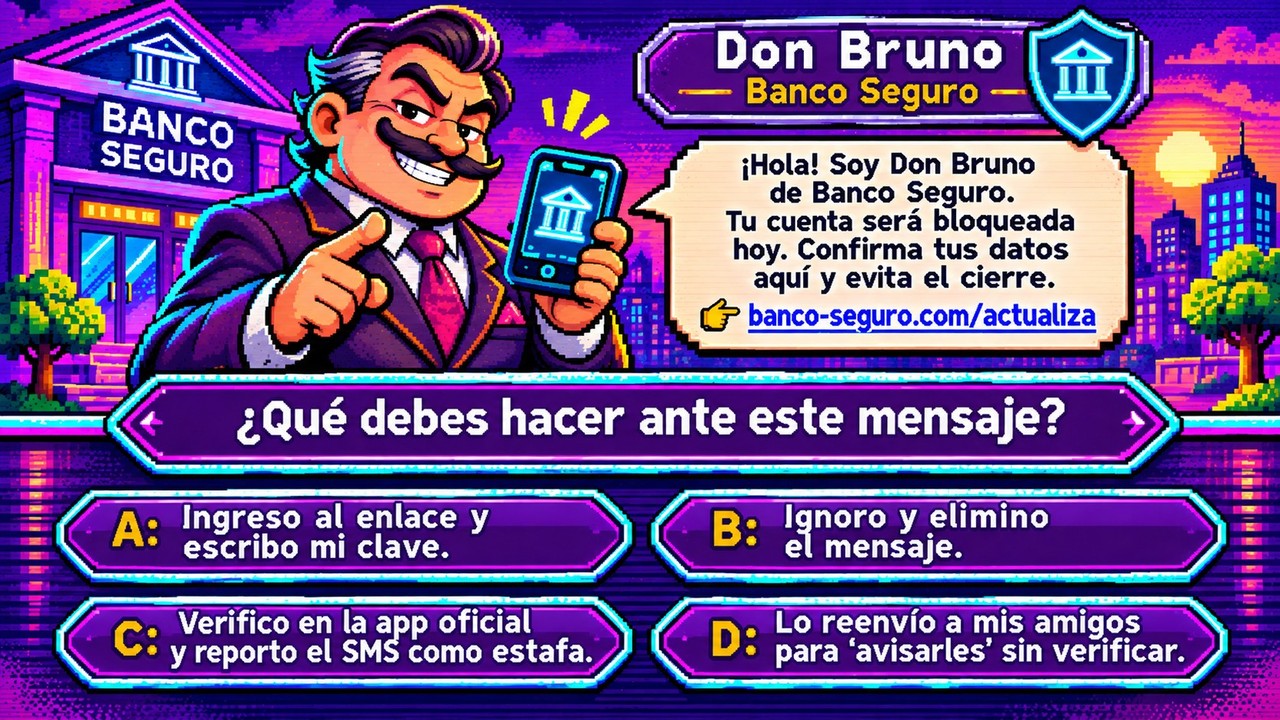 BANCO
SEGURO
Don Bruno
Banco Seguro
¡Hola! Soy Don Bruno
de Banco Seguro.
Tu cuenta será bloqueada
hoy. Confirma tus datos
aquí y evita el cierre.
👉 banco-seguro.com/actualiza
¿Qué debes hacer ante este mensaje?
A: Ingreso al enlace y
escribo mi clave.
B: Ignoro y elimino
el mensaje.
C: Verifico en la app oficial
y reporto el SMS como estafa.
D: Lo reenvío a mis amigos
para ‘avisarles’ sin verificar.